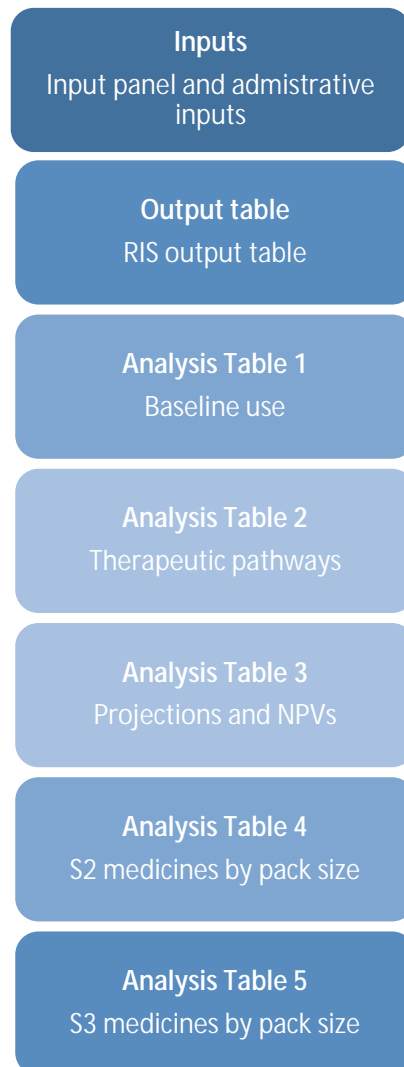 Inputs
Input panel and admistrative
inputs
Output table
RIS output table
Analysis Table 1
Baseline use
Analysis Table 2
Therapeutic pathways
Analysis Table 3
Projections and NPVs
Analysis Table 4
S2 medicines by pack size
Analysis Table 5
S3 medicines by pack size